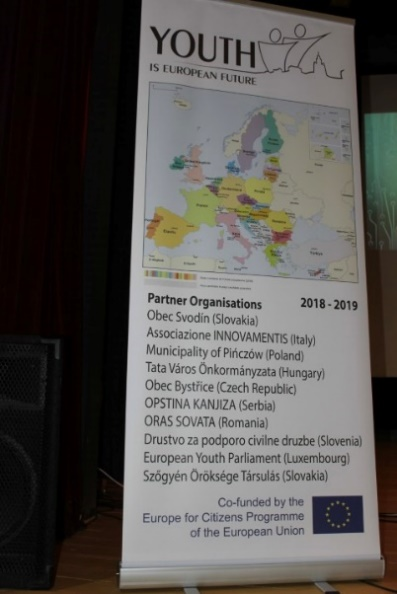 YOUTH
IS EUROPEAN FUTURE
Partner Organisations 2018 - 2019
Obec Svodín (Slovakia)
Associazione INNOVAMENTIS (Italy)
Municipality of Pińczów (Poland)
Tata Város Önkormányzata (Hungary)
Obec Bystřice (Czech Republic)
OPSTINA KANJIZA (Serbia)
ORAS SOVATA (Romania)
Drustvo za podporo civilne druzbe (Slovenia)
European Youth Parliament (Luxembourg)
Szőgyén Öröksége Társulás (Slovakia)
Co-funded by the
Europe for Citizens Programme
of the European Union